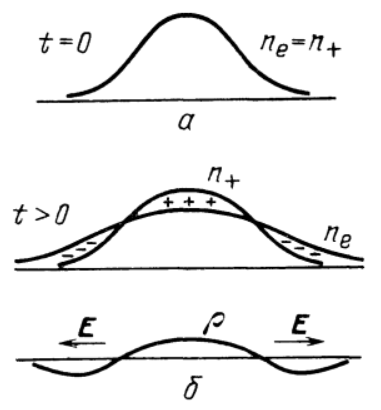 t=0 nₑ=n₊
а
n₊
+ + +
t>0 nₑ
- - - - - -
E ρ E
б